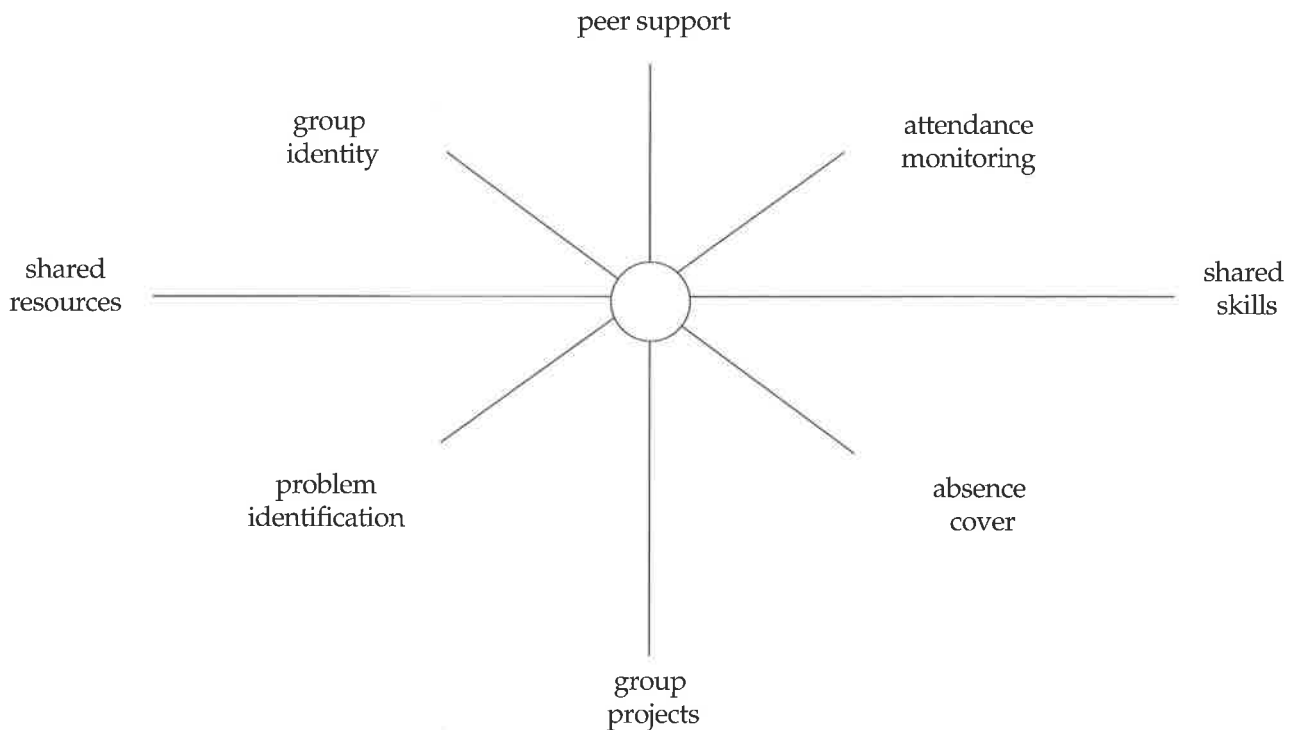 peer support
group
identity
attendance
monitoring
shared
resources
shared
skills
problem
identification
absence
cover
group
projects